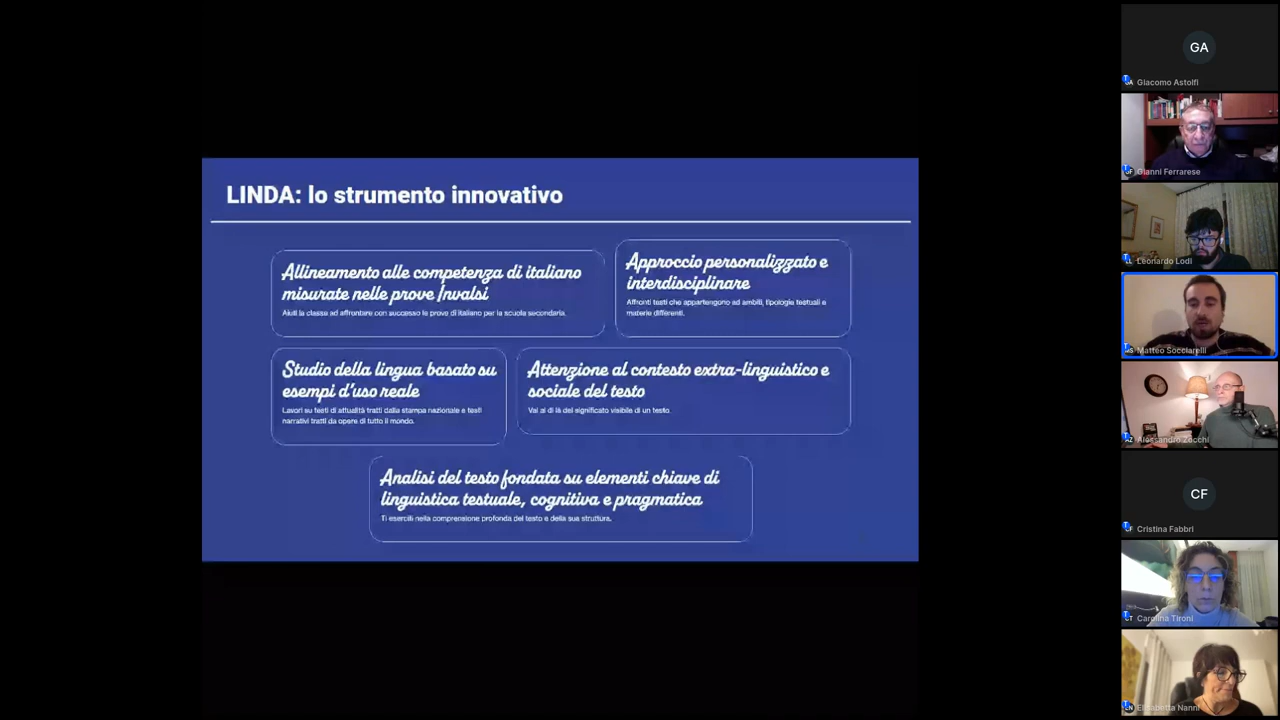 LINDA: lo strumento innovativo
Allineamento alle competenza di italiano
misurate nelle prove Invalsi
Aiuti la classe ad affrontare con successo le prove di italiano per la scuola secondaria.
Approccio personalizzato e
interdisciplinare
Affronti testi che appartengono ad ambiti, tipologie testuali e
materie differenti.
Studio della lingua basato su
esempi d'uso reale
Lavori su testi di attualità tratti dalla stampa nazionale e testi
narrativi tratti da opere di tutto il mondo.
Attenzione al contesto extra-linguistico e
sociale del testo
Vai al di là del significato visibile di un testo.
Analisi del testo fondata su elementi chiave di
linguistica testuale, cognitiva e pragmatica
Ti eserciti nella comprensione profonda del testo e della sua struttura.
GA
Giacomo Astolfi
Gianni Ferrarese
Leonardo Lodi
Matteo Socciarelli
Alessandro Zocchi
CF
Cristina Fabbri
Carolina Tironi
Elisabetta Nanni